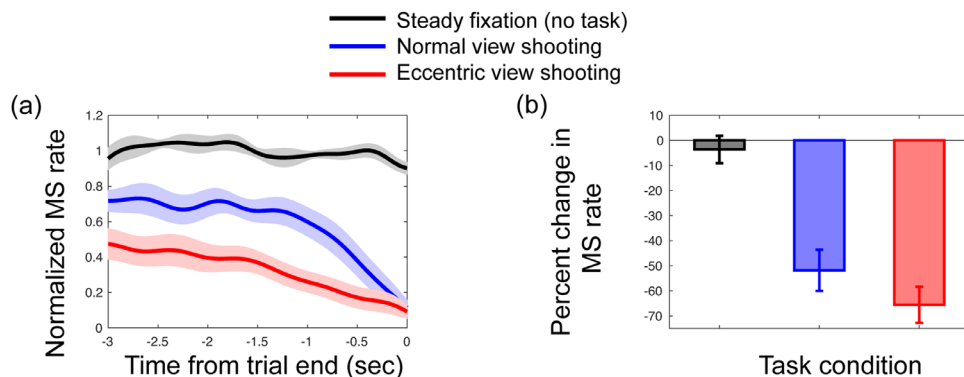 Steady fixation (no task)
Normal view shooting
Eccentric view shooting
(a)
Normalized MS rate
1.2
1
0.8
0.6
0.4
0.2
0
-3
-2.5
-2
-1.5
-1
-0.5
0
Time from trial end (sec)
(b)
Percent change in
MS rate
10
0
-10
-20
-30
-40
-50
-60
-70
Task condition